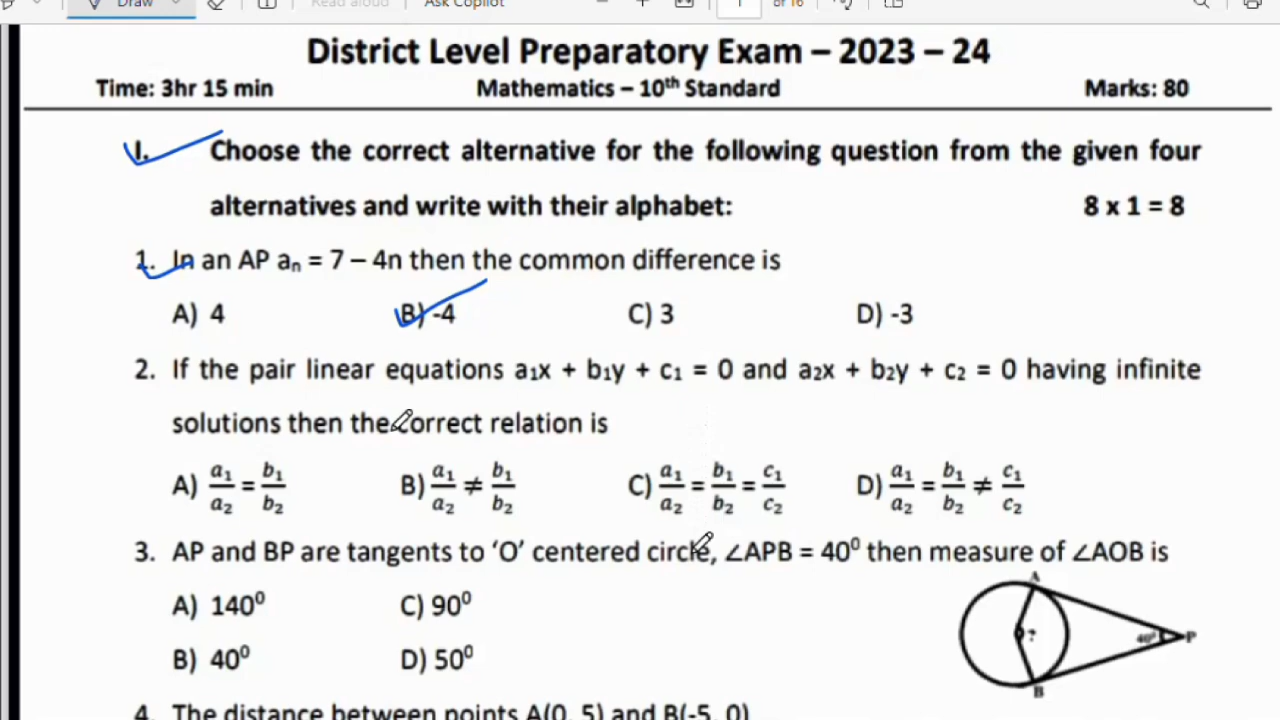 Draw
Read aloud
Ask Copilot
1
of 16
District Level Preparatory Exam – 2023 – 24
Time: 3hr 15 min Mathematics – 10th Standard Marks: 80
I. Choose the correct alternative for the following question from the given four
alternatives and write with their alphabet: 8 x 1 = 8
1. In an AP aₙ = 7 – 4n then the common difference is
A) 4 B) -4 C) 3 D) -3
2. If the pair linear equations a₁x + b₁y + c₁ = 0 and a₂x + b₂y + c₂ = 0 having infinite
solutions then the correct relation is
A) a₁/a₂ = b₁/b₂ B) a₁/a₂ ≠ b₁/b₂ C) a₁/a₂ = b₁/b₂ = c₁/c₂ D) a₁/a₂ = b₁/b₂ ≠ c₁/c₂
3. AP and BP are tangents to ‘O’ centered circle, ∠APB = 40⁰ then measure of ∠AOB is
A) 140⁰ C) 90⁰
B) 40⁰ D) 50⁰
A
?
40⁰
P
B
4. The distance between points A(0, 5) and B(-5, 0)